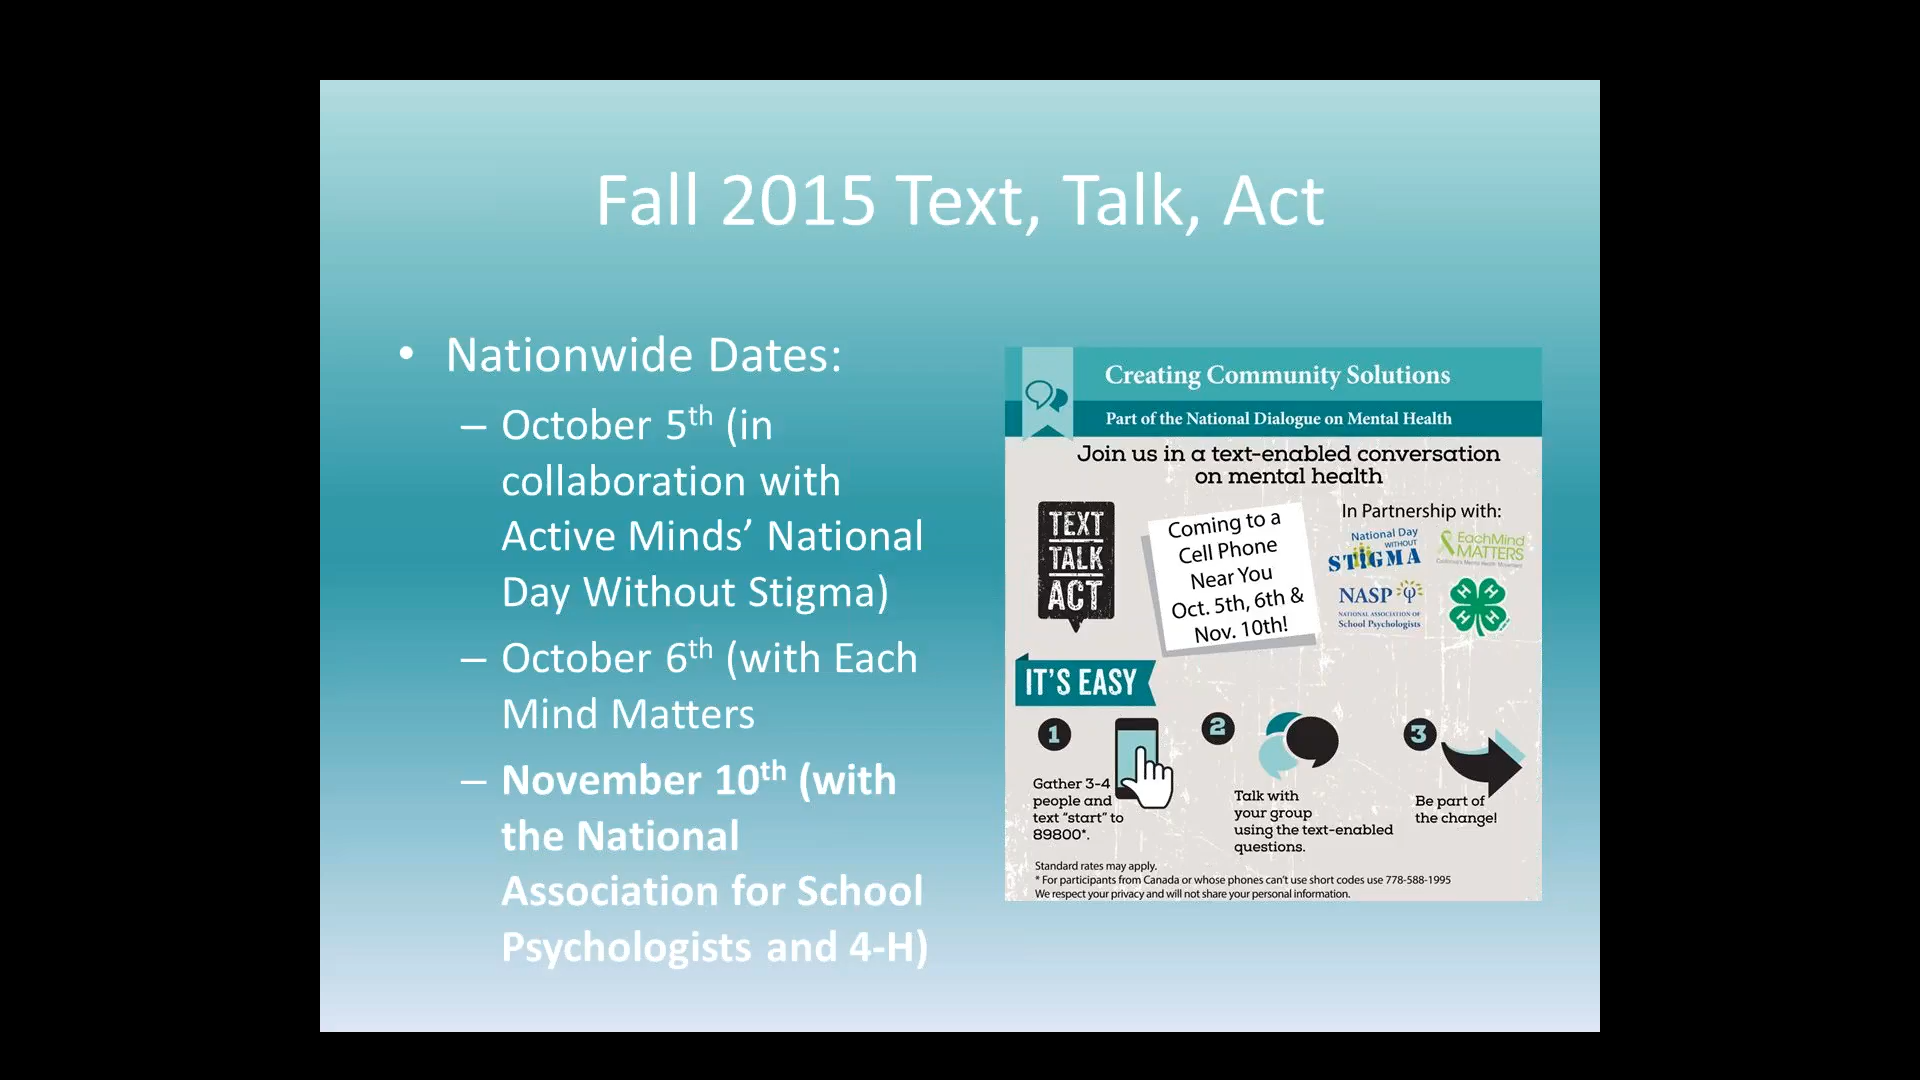 Fall 2015 Text, Talk, Act
• Nationwide Dates:
– October 5th (in
collaboration with
Active Minds’ National
Day Without Stigma)
– October 6th (with Each
Mind Matters
– November 10th (with
the National
Association for School
Psychologists and 4-H)
Creating Community Solutions
Part of the National Dialogue on Mental Health
Join us in a text-enabled conversation
on mental health
TEXT
TALK
ACT
Coming to a
Cell Phone
Near You
Oct. 5th, 6th &
Nov. 10th!
In Partnership with:
National Day
WITHOUT
STIGMA
EachMind
MATTERS
California's Mental Health Movement
NASP
NATIONAL ASSOCIATION OF
School Psychologists
H H
H H
IT'S EASY
1
Gather 3-4
people and
text “start” to
89800*.
2
Talk with
your group
using the text-enabled
questions.
3
Be part of
the change!
Standard rates may apply.
* For participants from Canada or whose phones can’t use short codes use 778-588-1995
We respect your privacy and will not share your personal information.